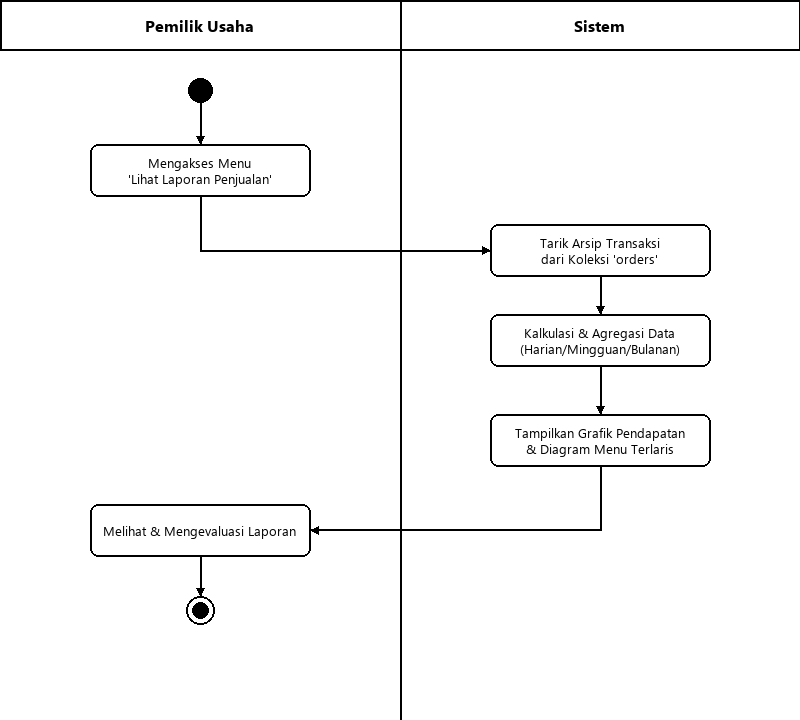 Pemilik Usaha
Sistem
Mengakses Menu
'Lihat Laporan Penjualan'
Tarik Arsip Transaksi
dari Koleksi 'orders'
Kalkulasi & Agregasi Data
(Harian/Mingguan/Bulanan)
Tampilkan Grafik Pendapatan
& Diagram Menu Terlaris
Melihat & Mengevaluasi Laporan